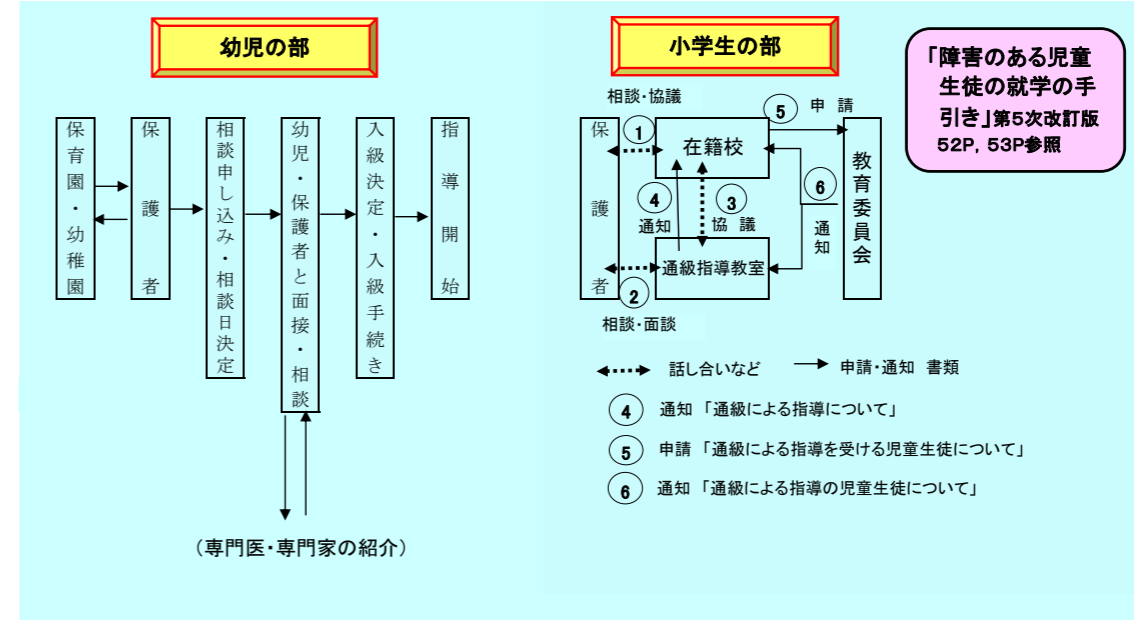 幼児の部
保育園・幼稚園
保護者
相談申し込み・相談日決定
幼児・保護者と面接・相談
入級決定・入級手続き
指導開始
(専門医・専門家の紹介)
小学生の部
相談・協議
保護者
1
在籍校
5
申 請
教育委員会
4
通知
3
協 議
6
通知
通級指導教室
2
相談・面談
話し合いなど
申請・通知 書類
4 通知 「通級による指導について」
5 申請 「通級による指導を受ける児童生徒について」
6 通知 「通級による指導の児童生徒について」
「障害のある児童
生徒の就学の手
引き」第5次改訂版
52P, 53P参照